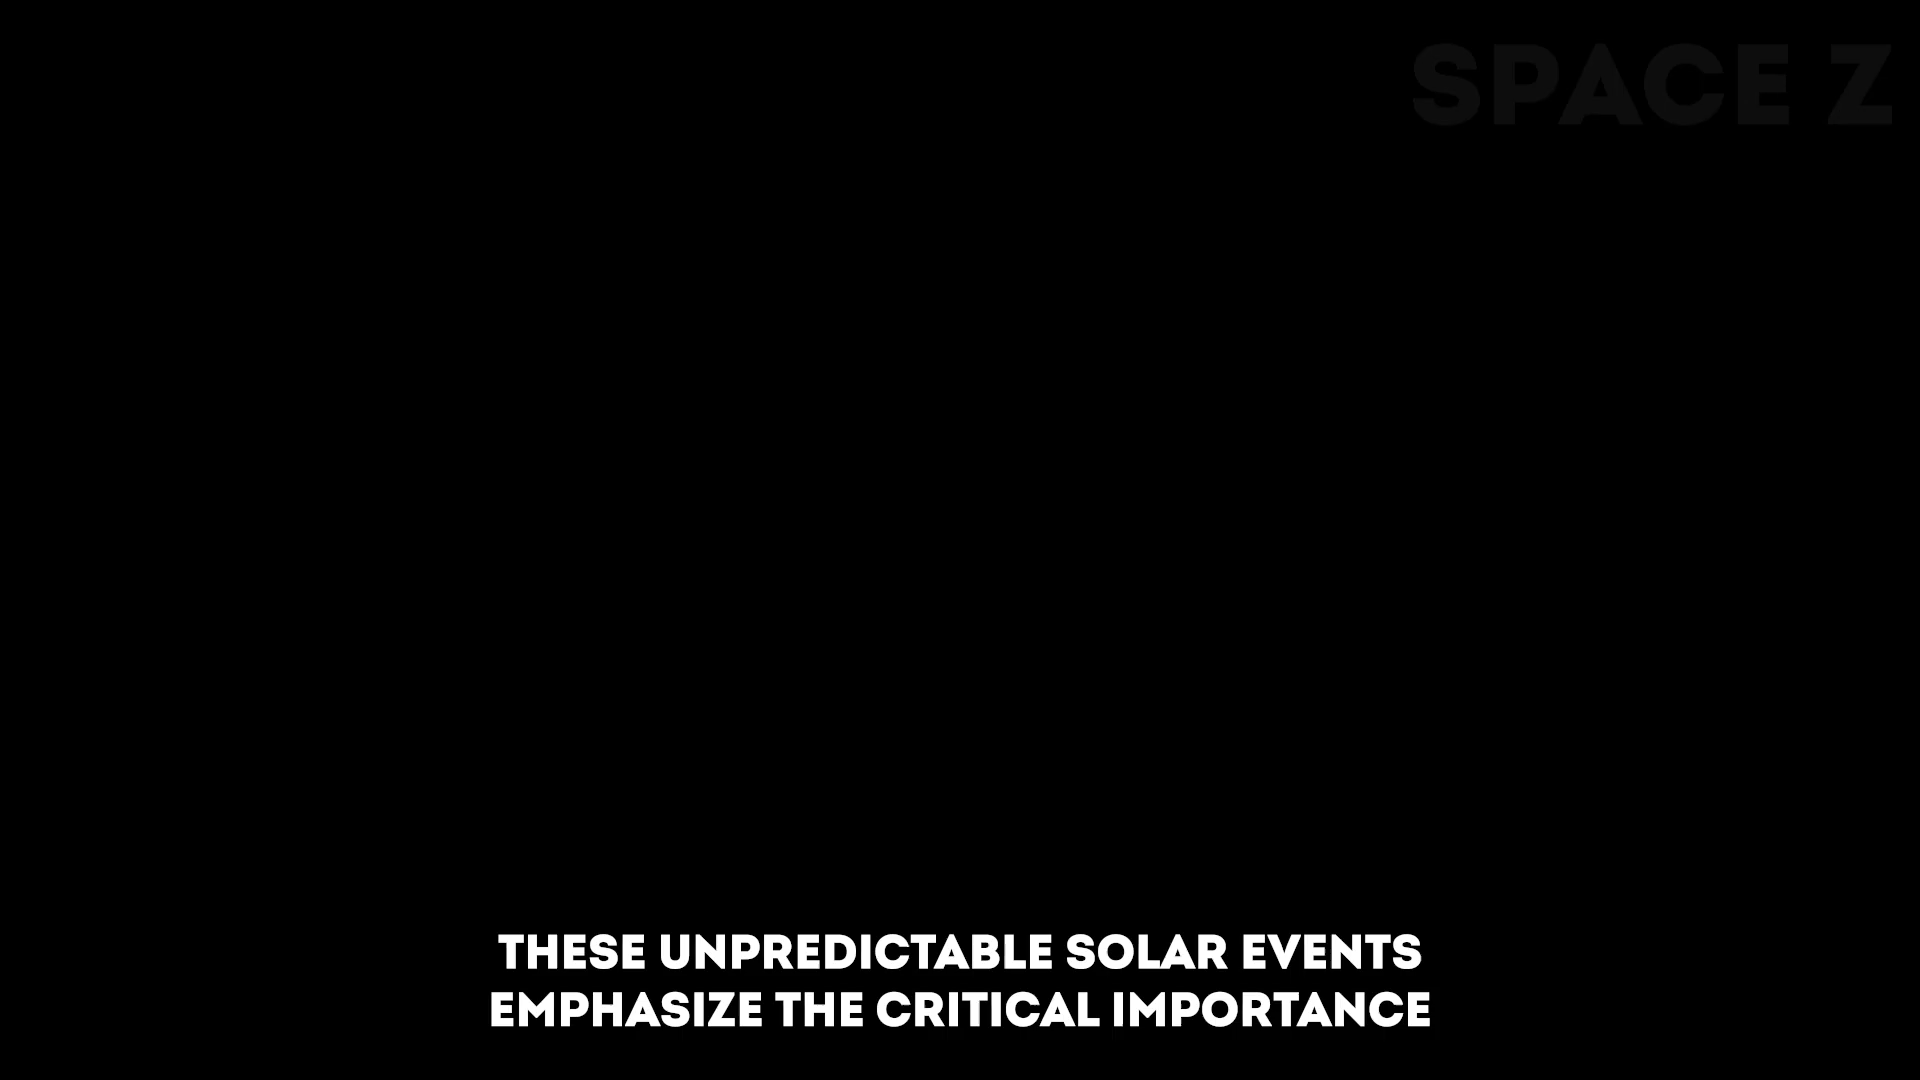 SPACE Z
THESE UNPREDICTABLE SOLAR EVENTS
EMPHASIZE THE CRITICAL IMPORTANCE